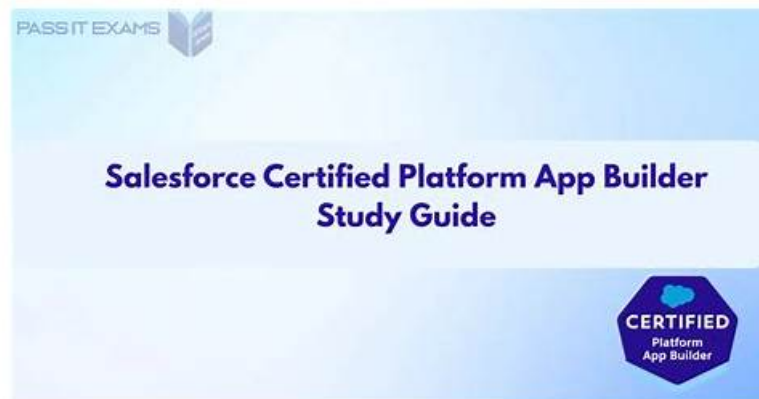 PASS IT EXAMS
Salesforce Certified Platform App Builder
Study Guide
CERTIFIED
Platform
App Builder